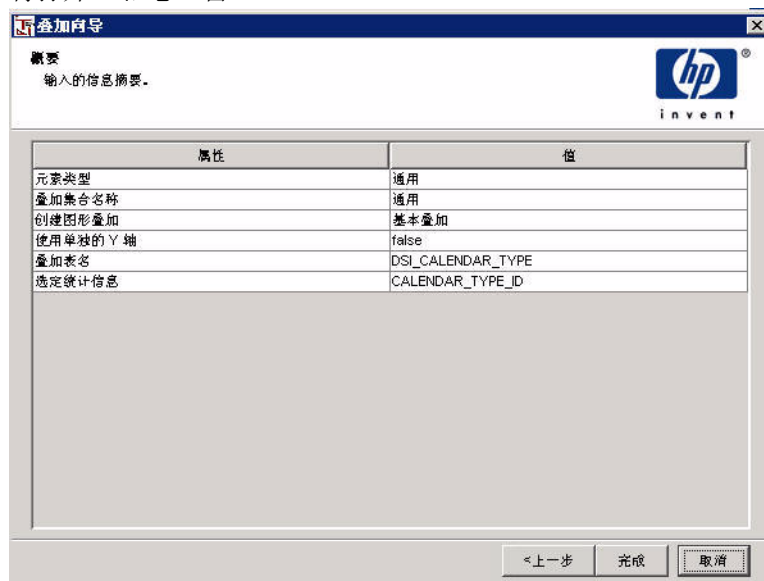 叠加向导
概要
输入的信息摘要。
hp
®
invent
属性 值
元素类型 通用
叠加集合名称 通用
创建图形叠加 基本叠加
使用单独的 Y 轴 false
叠加表名 DSI_CALENDAR_TYPE
选定统计信息 CALENDAR_TYPE_ID
<上一步 完成 取消